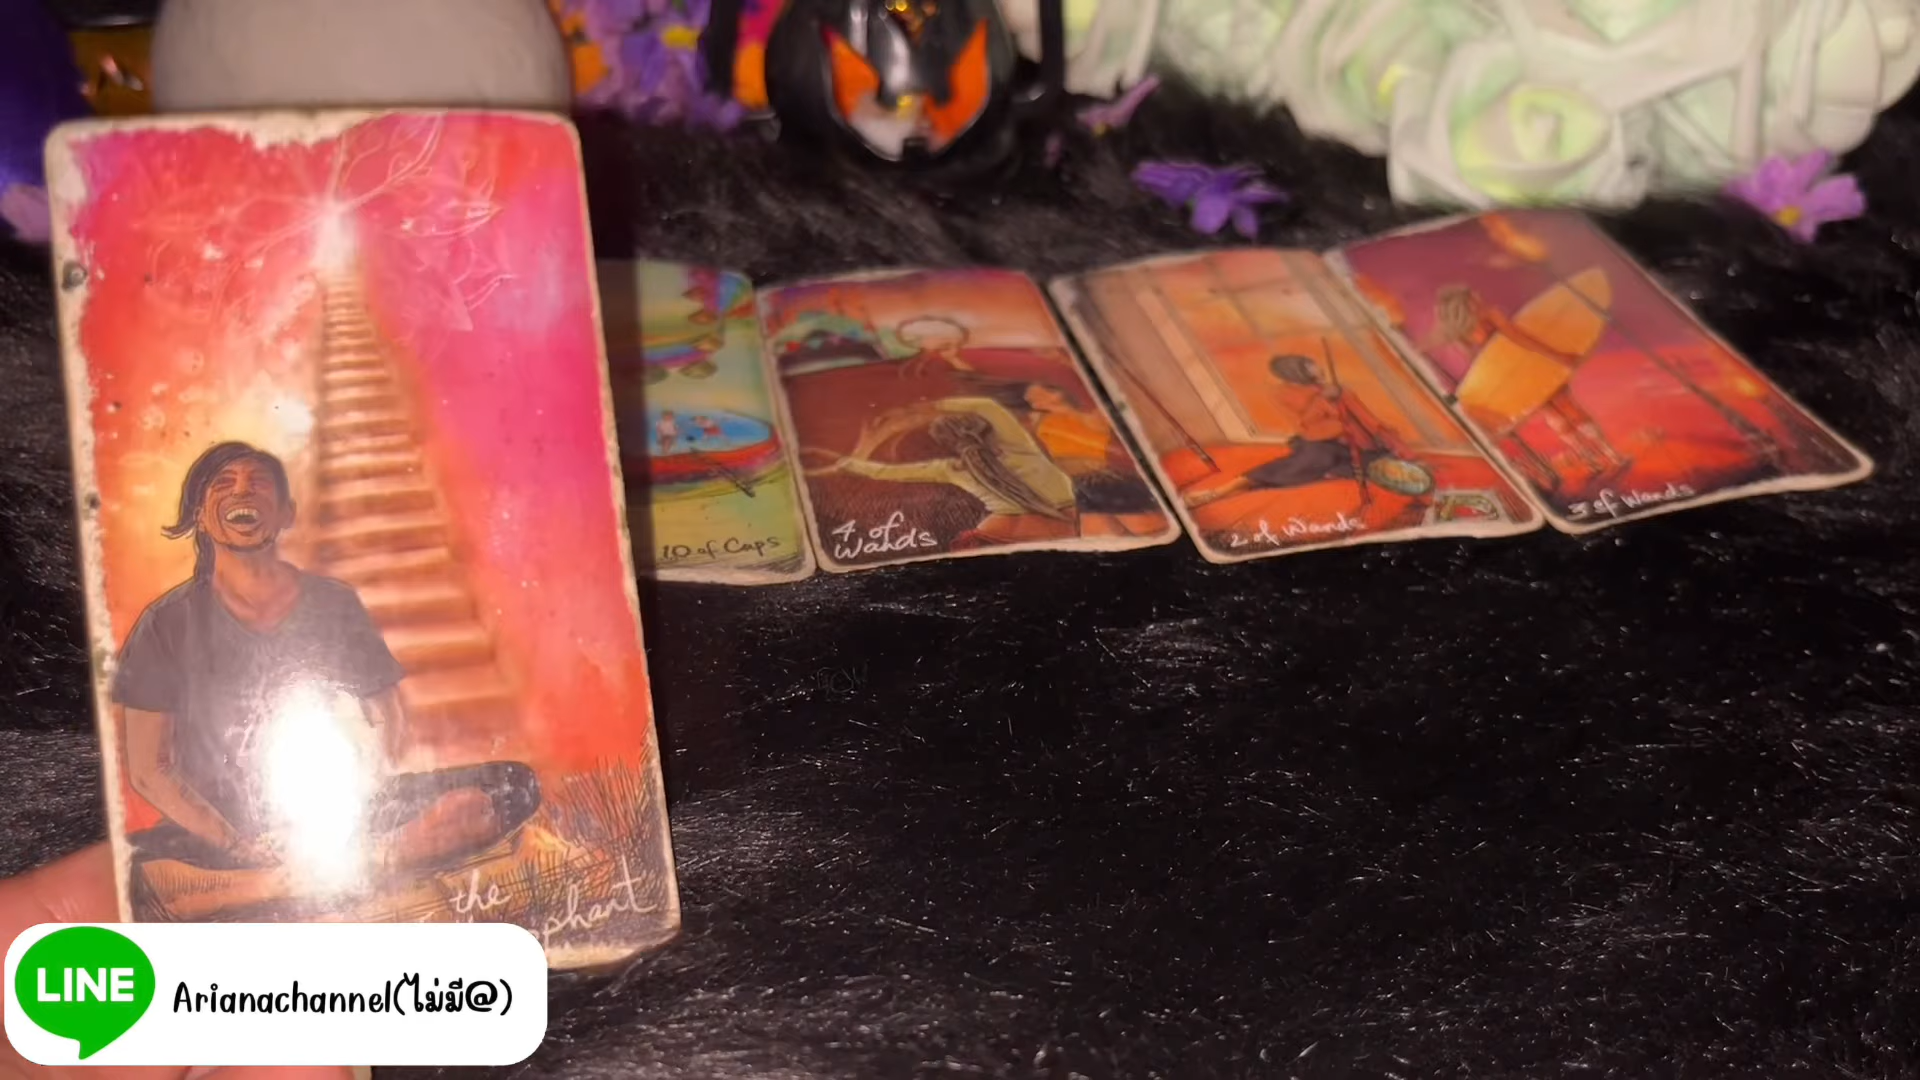 10 of Cups
4 of
Wands
2 of Wands
3 of Wands
the
LINE
Arianachannel(ไม่มี@)